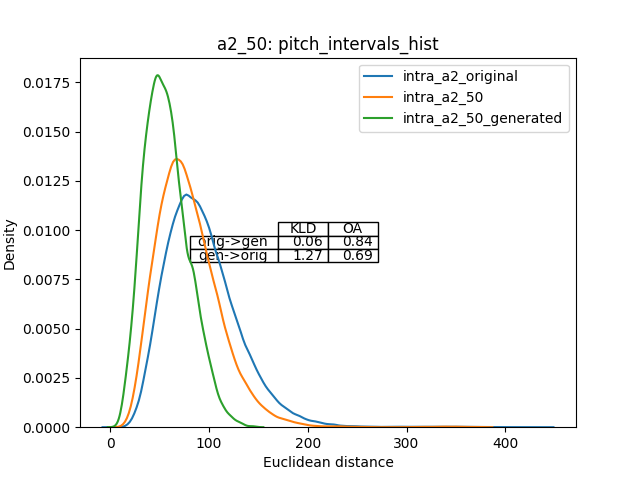 a2_50: pitch_intervals_hist
intra_a2_original
intra_a2_50
intra_a2_50_generated
KLD OA
orig->gen 0.06 0.84
gen->orig 1.27 0.69
Density
0.0175
0.0150
0.0125
0.0100
0.0075
0.0050
0.0025
0.0000
0 100 200 300 400
Euclidean distance